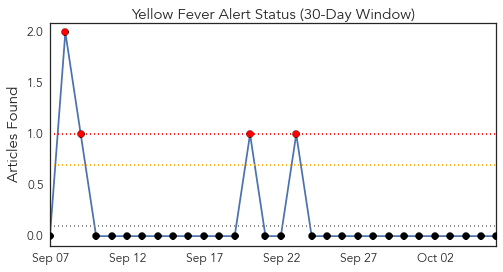 Yellow Fever Alert Status (30-Day Window)
Articles Found
2.0
1.5
1.0
0.5
0.0
Sep 07 Sep 12 Sep 17 Sep 22 Sep 27 Oct 02